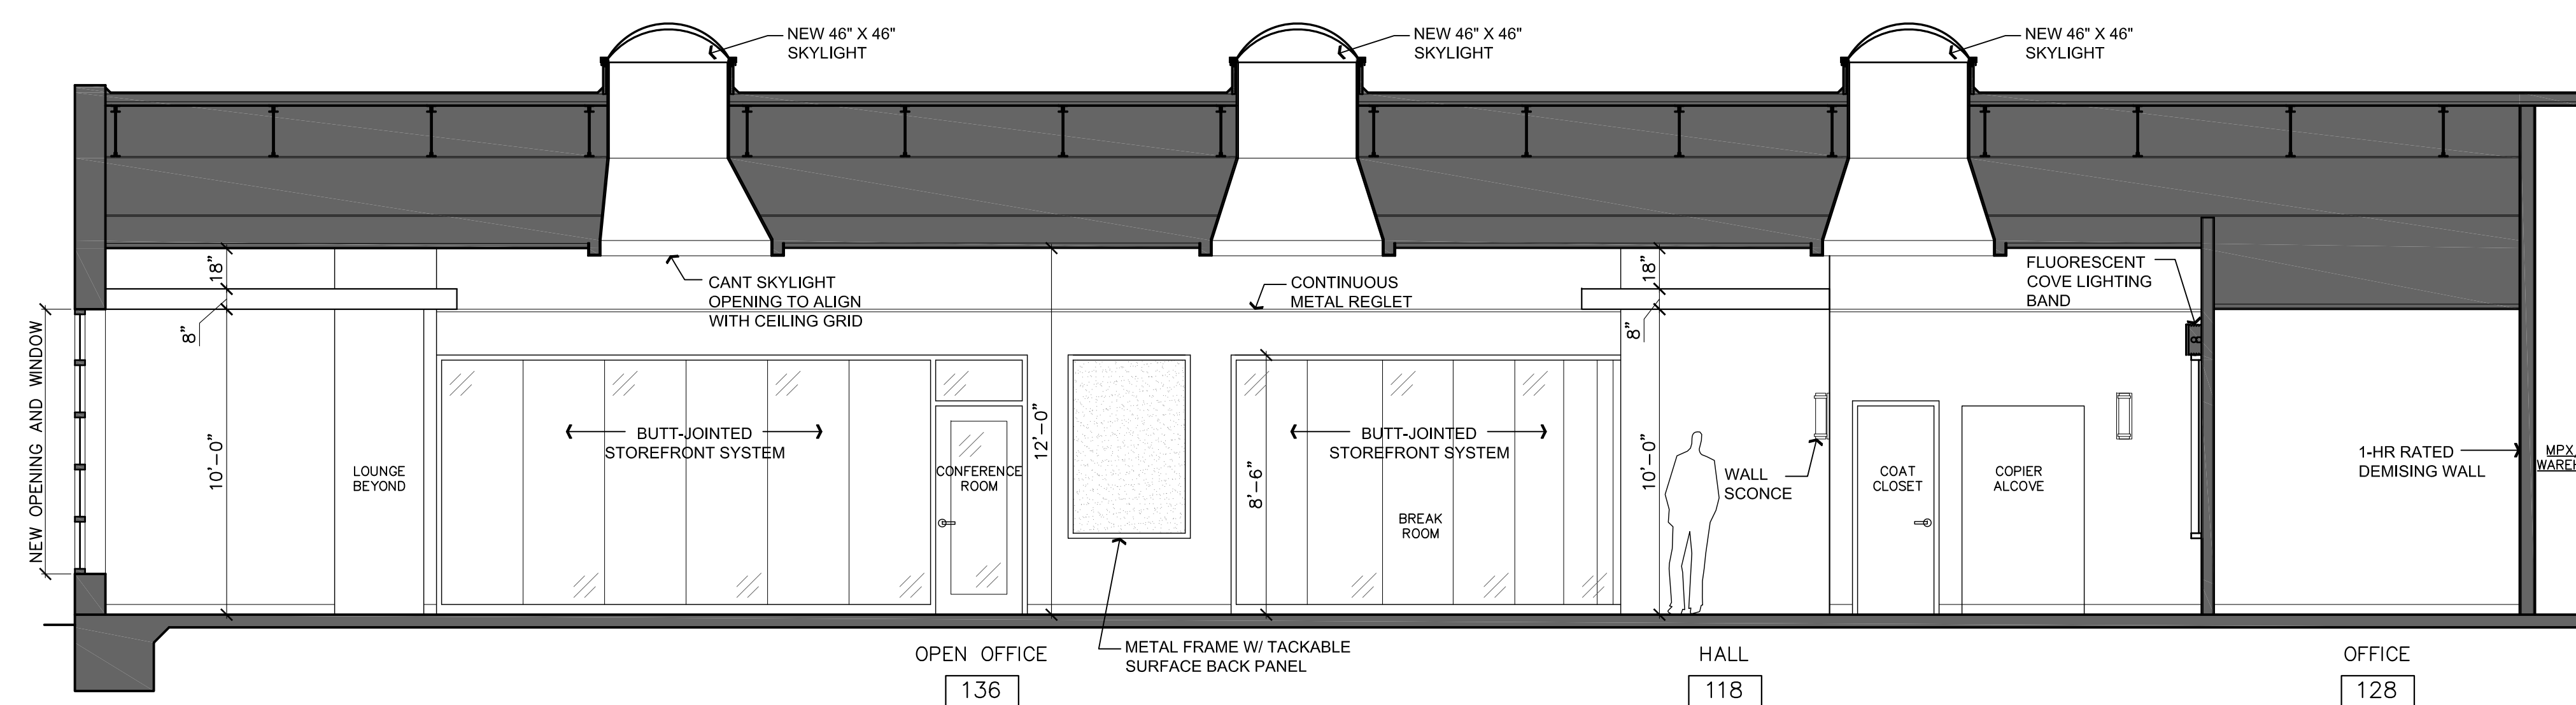 NEW 46" X 46"
SKYLIGHT
NEW 46" X 46"
SKYLIGHT
NEW 46" X 46"
SKYLIGHT
18"
8"
10'-0"
NEW OPENING AND WINDOW
CANT SKYLIGHT
OPENING TO ALIGN
WITH CEILING GRID
CONTINUOUS
METAL REGLET
18"
8"
FLUORESCENT
COVE LIGHTING
BAND
LOUNGE
BEYOND
BUTT-JOINTED
STOREFRONT SYSTEM
CONFERENCE
ROOM
12'-0"
BUTT-JOINTED
STOREFRONT SYSTEM
8'-6"
BREAK
ROOM
10'-0"
WALL
SCONCE
COAT
CLOSET
COPIER
ALCOVE
1-HR RATED
DEMISING WALL
MPX
METAL FRAME W/ TACKABLE
SURFACE BACK PANEL
OPEN OFFICE
136
HALL
118
OFFICE
128